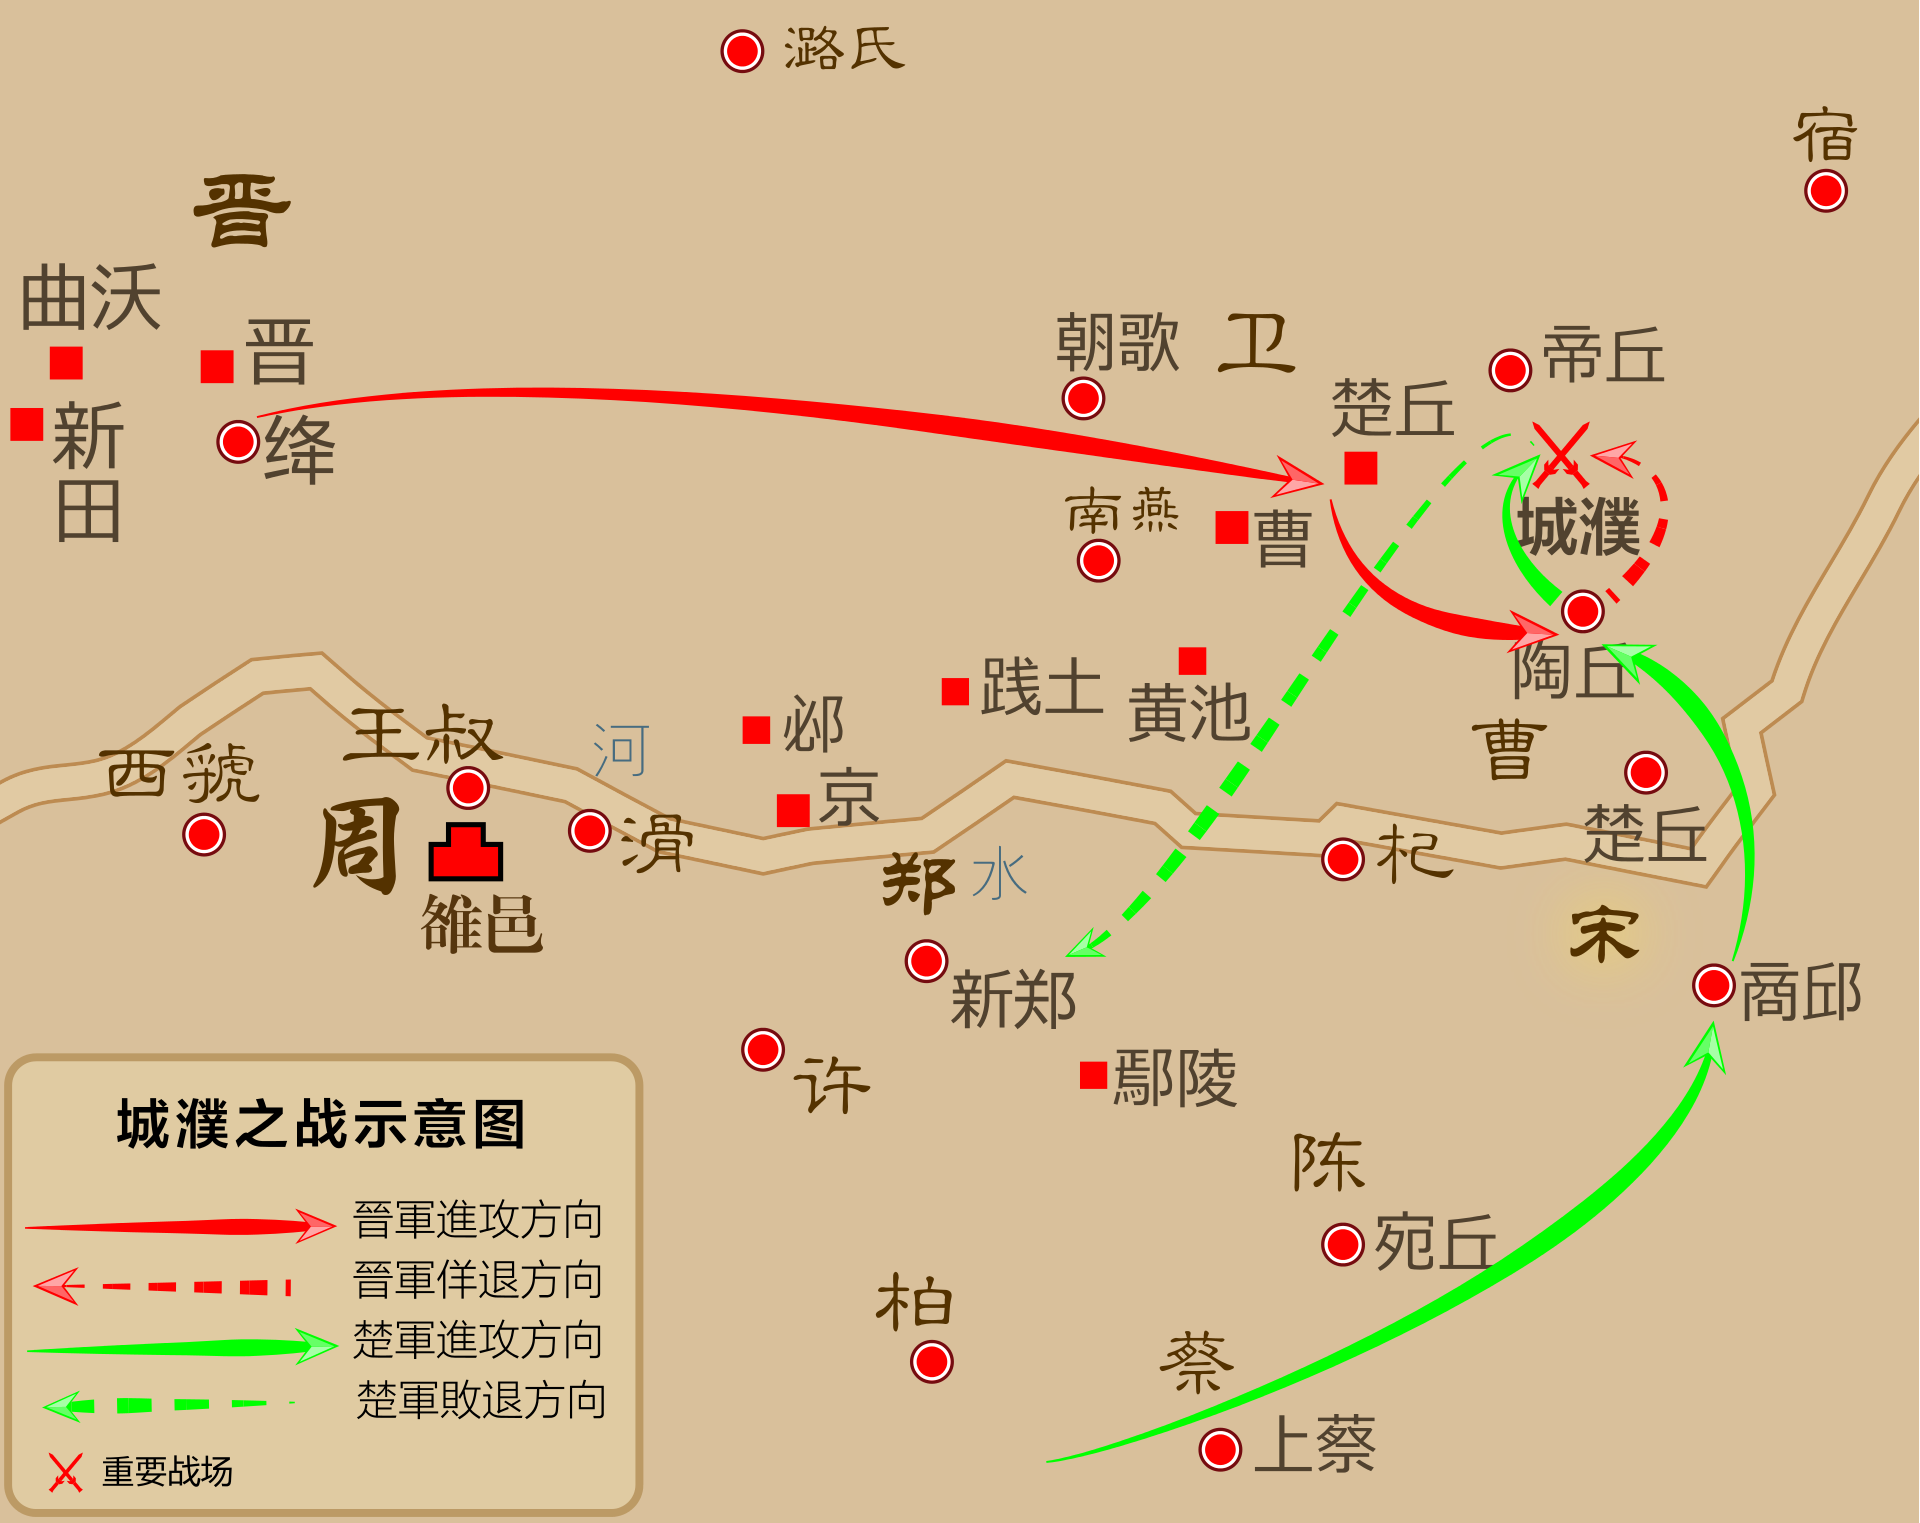 潞氏
宿
晋
曲沃
晋
新
田
绛
朝歌
卫
帝丘
楚丘
南燕
曹
城濮
陶丘
践土
黄池
邲
河
王叔
西虢
曹
京
楚丘
滑
杞
周
郑
水
雒邑
宋
新郑
商邱
许
鄢陵
陈
宛丘
柏
蔡
上蔡
城濮之战示意图
晉軍進攻方向
晉軍佯退方向
楚軍進攻方向
楚軍敗退方向
重要战场